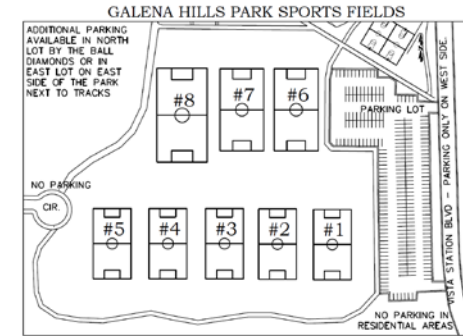 GALENA HILLS PARK SPORTS FIELDS
ADDITIONAL PARKING
AVAILABLE IN NORTH
LOT BY THE BALL
DIAMONDS OR IN
EAST LOT ON EAST
SIDE OF THE PARK
NEXT TO TRACKS
#8
#7
#6
PARKING LOT
VISTA STATION BLVD - PARKING ONLY ON WEST SIDE.
NO PARKING
CIR.
#5
#4
#3
#2
#1
NO PARKING IN
RESIDENTIAL AREAS